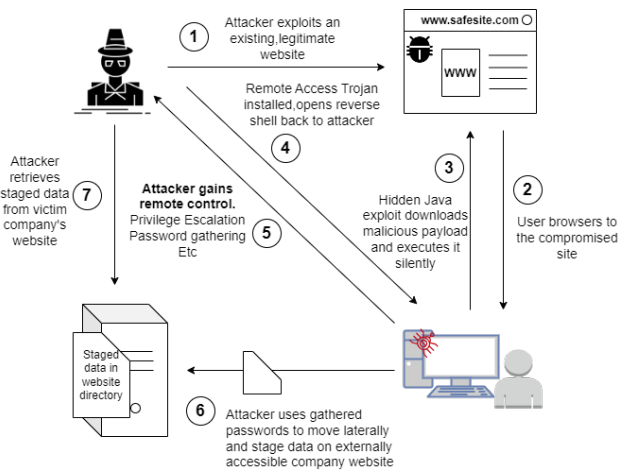 1
Attacker exploits an
existing,legitimate
website
www.safesite.com
www
Remote Access Trojan
installed,opens reverse
shell back to attacker
4
3
Hidden Java
exploit downloads
malicious payload
and executes it
silently
2
User browsers to
the compromised
site
Attacker
retrieves
staged data
from victim
company's
website
7
Attacker gains
remote control.
Privilege Escalation
Password gathering
Etc
5
Staged
data in
website
directory
6
Attacker uses gathered
passwords to move laterally
and stage data on externally
accessible company website